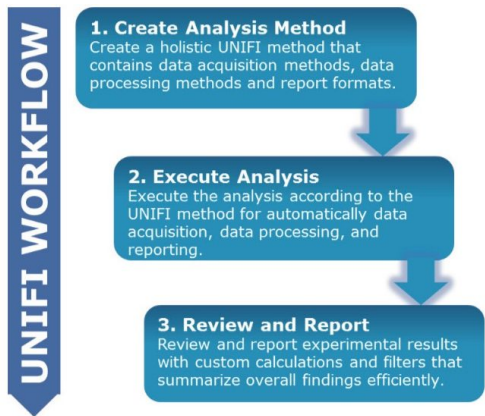 UNIFI WORKFLOW
1. Create Analysis Method
Create a holistic UNIFI method that
contains data acquisition methods, data
processing methods and report formats.
2. Execute Analysis
Execute the analysis according to the
UNIFI method for automatically data
acquisition, data processing, and
reporting.
3. Review and Report
Review and report experimental results
with custom calculations and filters that
summarize overall findings efficiently.